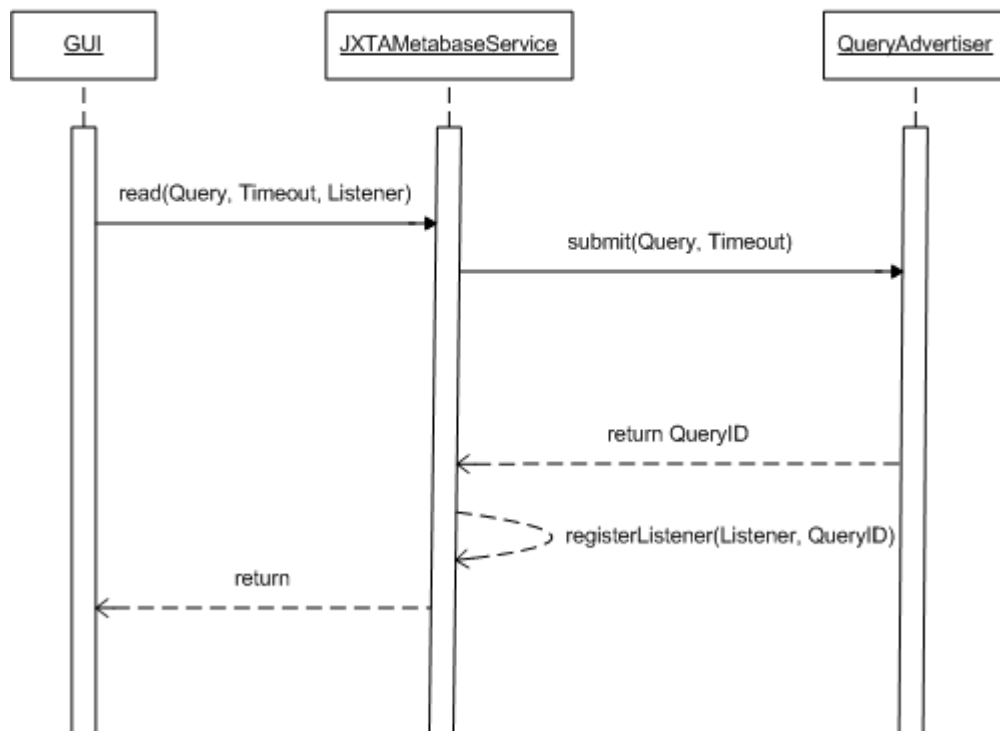 GUI
JXTAMetabaseService
QueryAdvertiser
read(Query, Timeout, Listener)
submit(Query, Timeout)
return QueryID
registerListener(Listener, QueryID)
return